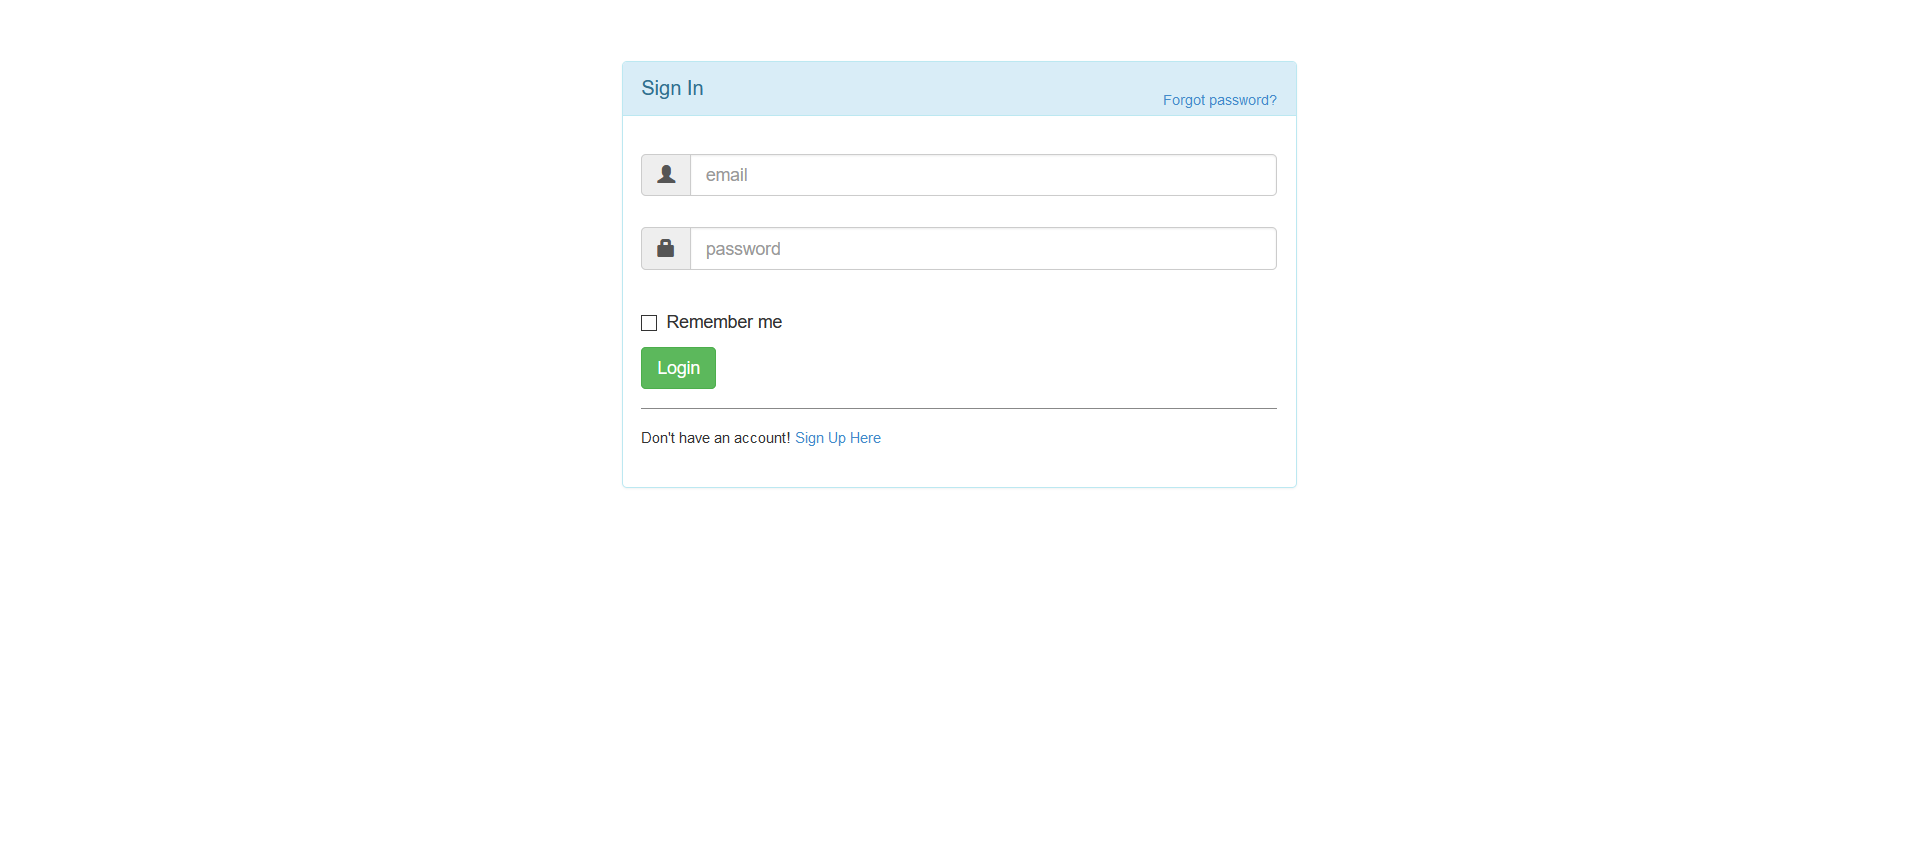 Sign In
Forgot password?
email
password
Remember me
Login
Don't have an account! Sign Up Here